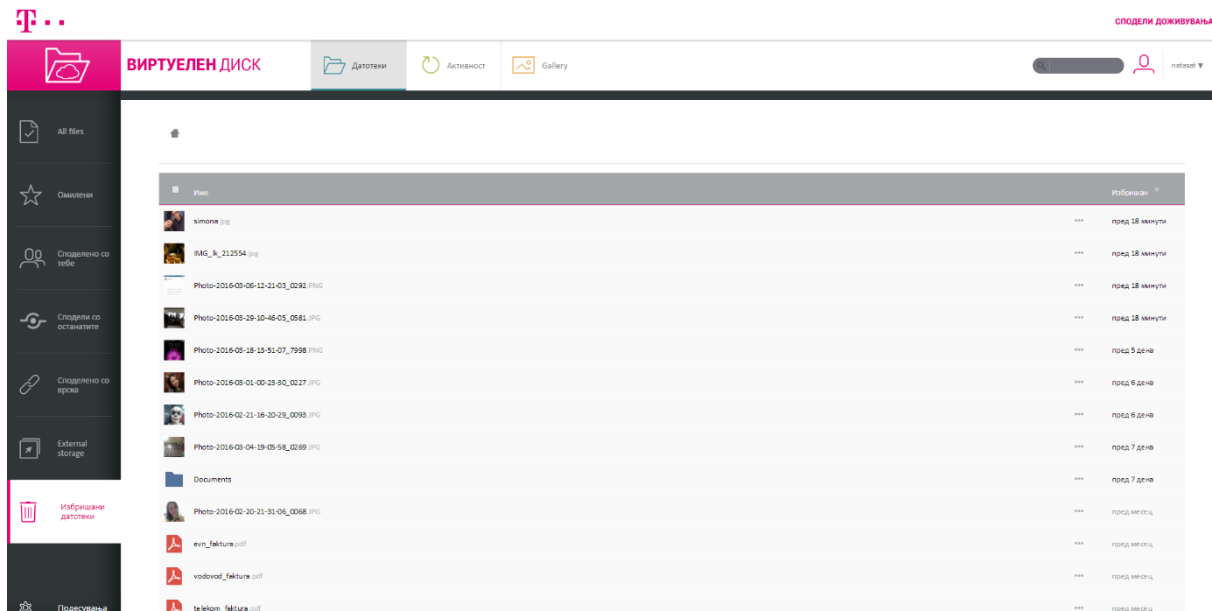 T
СПОДЕЛИ ДОЖИВУВАЊА
ВИРТУЕЛЕН ДИСК
Датотеки
Активност
Gallery
natasat
All files
Омилени
Споделено со
тебе
Сподели со
останатите
Споделено со
врска
External
storage
Избришани
датотеки
Подесувања
Име
Избришан
simona.jpg
пред 18 минути
IMG_lk_212554.jpg
пред 18 минути
Photo-2016-03-06-12-21-03_0292.PNG
пред 18 минути
Photo-2016-03-29-10-46-05_0581.JPG
пред 18 минути
Photo-2016-03-18-13-51-07_7998.PNG
пред 5 дена
Photo-2016-03-01-00-23-30_0227.JPG
пред 6 дена
Photo-2016-02-21-16-20-29_0093.JPG
пред 6 дена
Photo-2016-03-04-19-05-58_0269.JPG
пред 7 дена
Documents
пред 7 дена
Photo-2016-02-20-21-31-06_0068.JPG
пред месец
evn_faktura.pdf
пред месец
vodovod_faktura.pdf
пред месец
telekom_faktura.pdf
пред месец